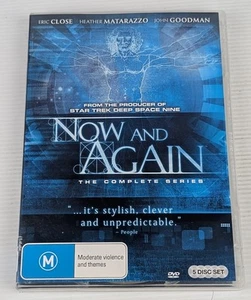 ERIC CLOSE HEATHER MATARAZZO JOHN GOODMAN
FROM THE PRODUCER OF
STAR TREK DEEP SPACE NINE
NOW AND
AGAIN
THE COMPLETE SERIES
"...it's stylish, clever
and unpredictable."
- People
M
Moderate violence
and themes
DVD
5 DISC SET